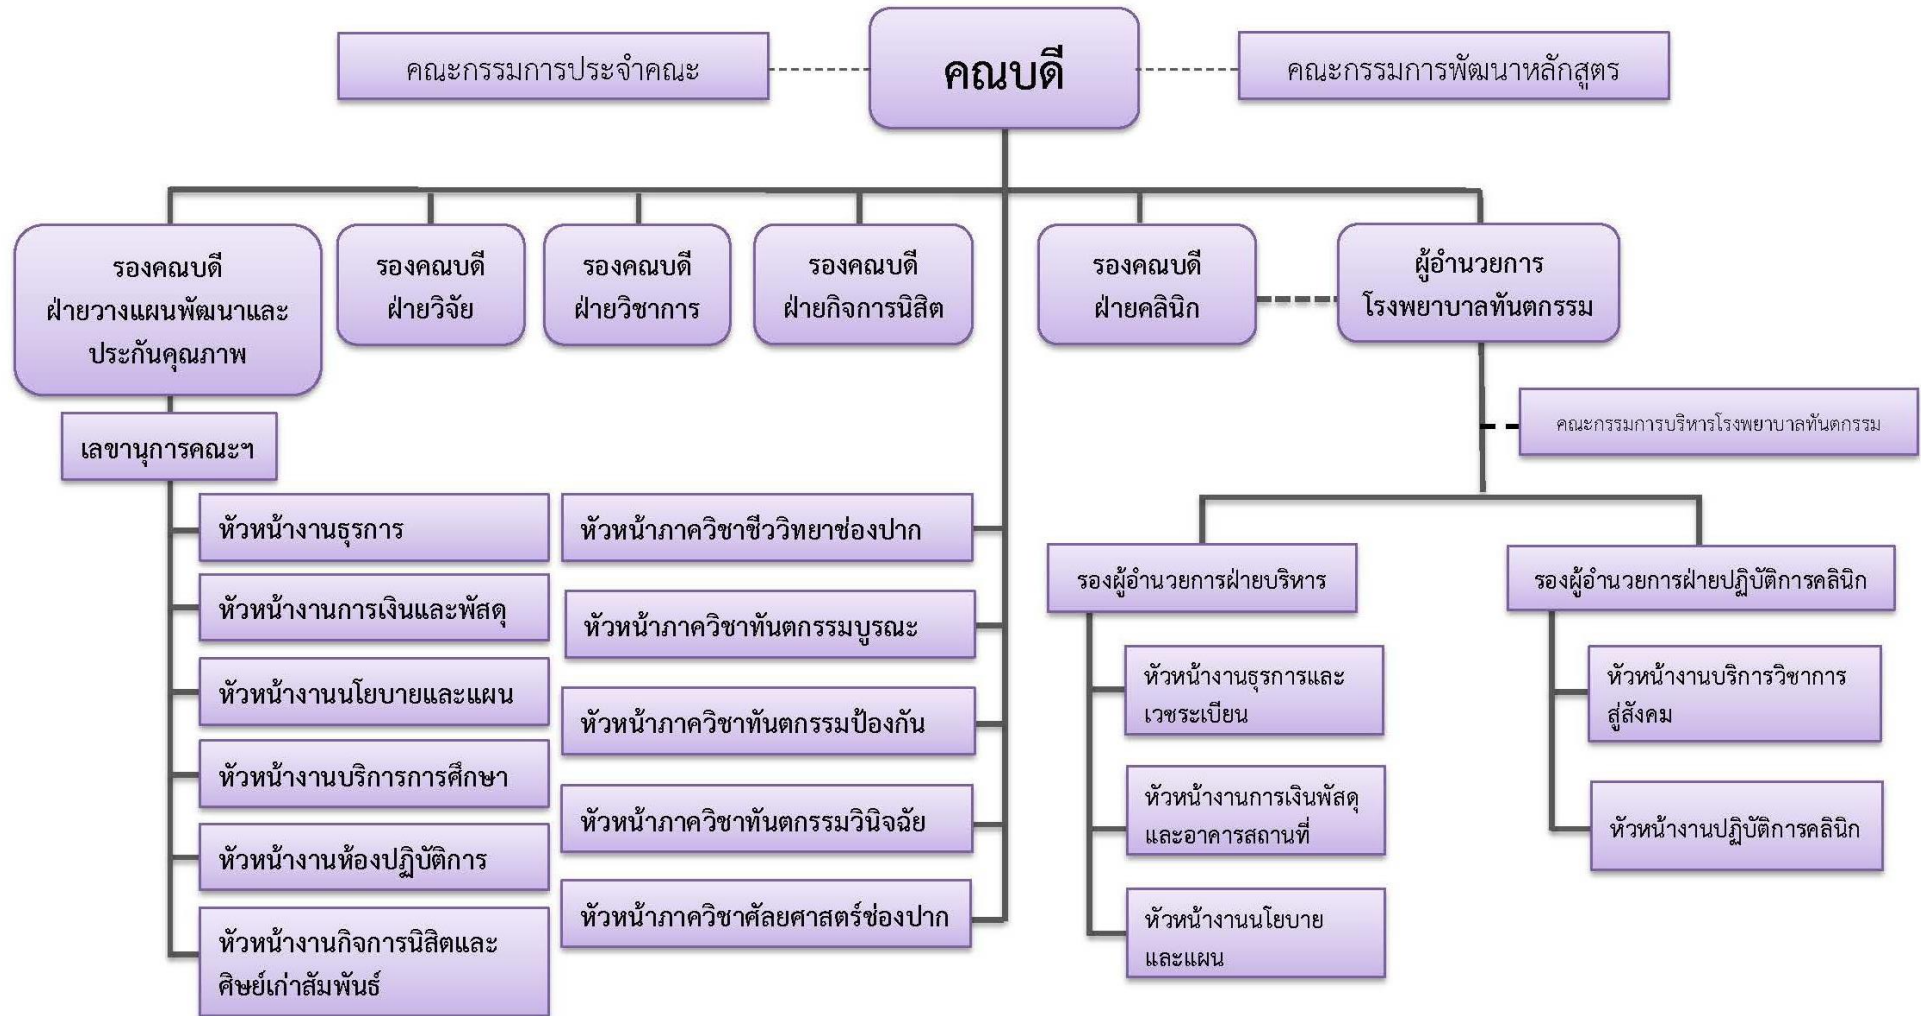 คณะกรรมการประจำคณะ
คณบดี
คณะกรรมการพัฒนาหลักสูตร
รองคณบดี
ฝ่ายวางแผนพัฒนาและ
ประกันคุณภาพ
รองคณบดี
ฝ่ายวิจัย
รองคณบดี
ฝ่ายวิชาการ
รองคณบดี
ฝ่ายกิจการนิสิต
รองคณบดี
ฝ่ายคลินิก
ผู้อำนวยการ
โรงพยาบาลทันตกรรม
คณะกรรมการบริหารโรงพยาบาลทันตกรรม
เลขานุการคณะฯ
หัวหน้างานธุรการ
หัวหน้างานการเงินและพัสดุ
หัวหน้างานนโยบายและแผน
หัวหน้างานบริการการศึกษา
หัวหน้างานห้องปฏิบัติการ
หัวหน้างานกิจการนิสิตและ
ศิษย์เก่าสัมพันธ์
หัวหน้าภาควิชาชีววิทยาช่องปาก
หัวหน้าภาควิชาทันตกรรมบูรณะ
หัวหน้าภาควิชาทันตกรรมป้องกัน
หัวหน้าภาควิชาทันตกรรมวินิจฉัย
หัวหน้าภาควิชาศัลยศาสตร์ช่องปาก
รองผู้อำนวยการฝ่ายบริหาร
หัวหน้างานธุรการและ
เวชระเบียน
หัวหน้างานการเงินพัสดุ
และอาคารสถานที่
หัวหน้างานนโยบาย
และแผน
รองผู้อำนวยการฝ่ายปฏิบัติการคลินิก
หัวหน้างานบริการวิชาการ
สู่สังคม
หัวหน้างานปฏิบัติการคลินิก